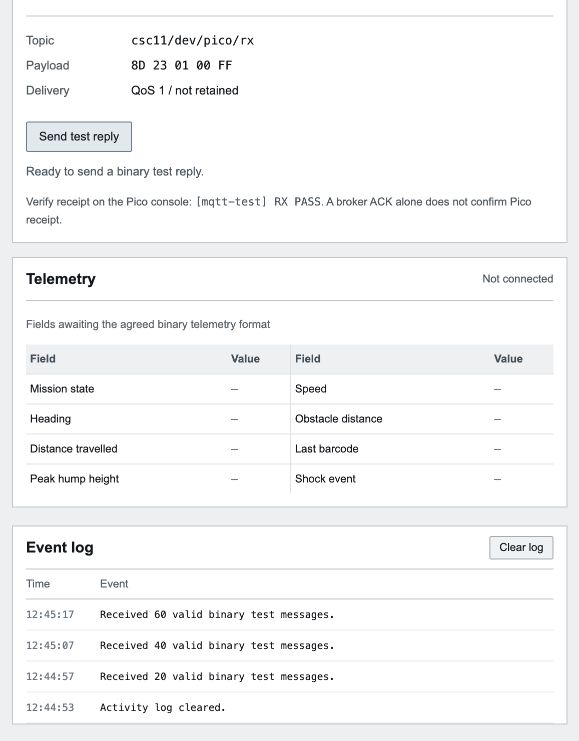 Topic csc11/dev/pico/rx
Payload 8D 23 01 00 FF
Delivery QoS 1 / not retained
Send test reply
Ready to send a binary test reply.
Verify receipt on the Pico console: [mqtt-test] RX PASS. A broker ACK alone does not confirm Pico
receipt.
Telemetry Not connected
Fields awaiting the agreed binary telemetry format
Field Value Field Value
Mission state — Speed —
Heading — Obstacle distance —
Distance travelled — Last barcode —
Peak hump height — Shock event —
Event log Clear log
Time Event
12:45:17 Received 60 valid binary test messages.
12:45:07 Received 40 valid binary test messages.
12:44:57 Received 20 valid binary test messages.
12:44:53 Activity log cleared.